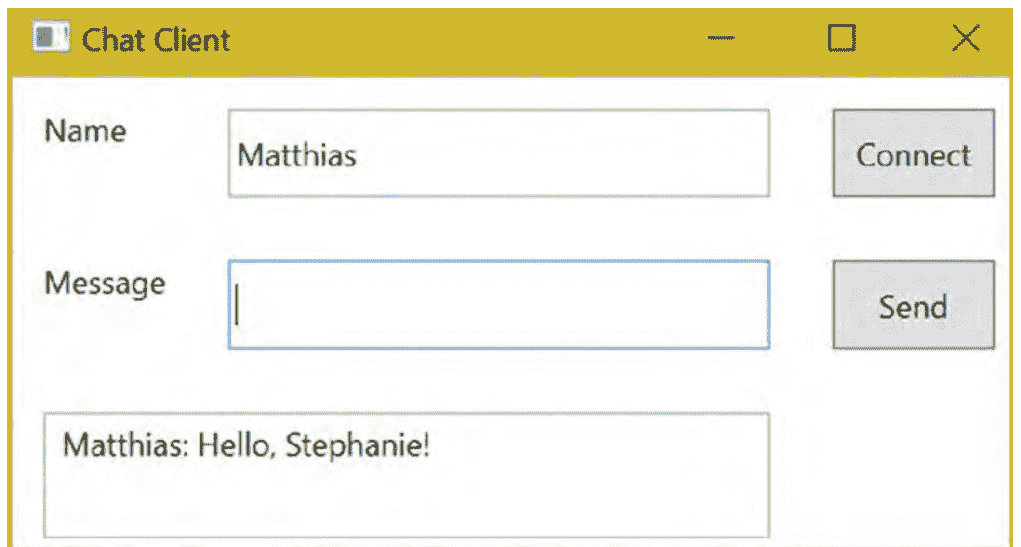 Chat Client
Name
Matthias
Connect
Message
Send
Matthias: Hello, Stephanie!